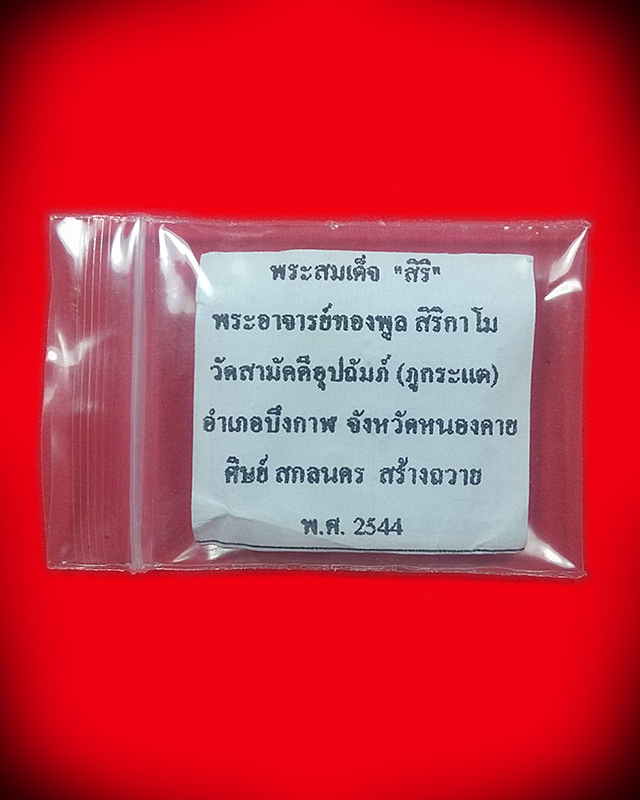 พระสมเด็จ "สิริ"
พระอาจารย์ทองพูล สิริกาโม
วัดสามัคคีอุปถัมภ์ (ภูกระแต)
อำเภอบึงกาฬ จังหวัดหนองคาย
ศิษย์ สกลนคร สร้างถวาย
พ.ศ. 2544